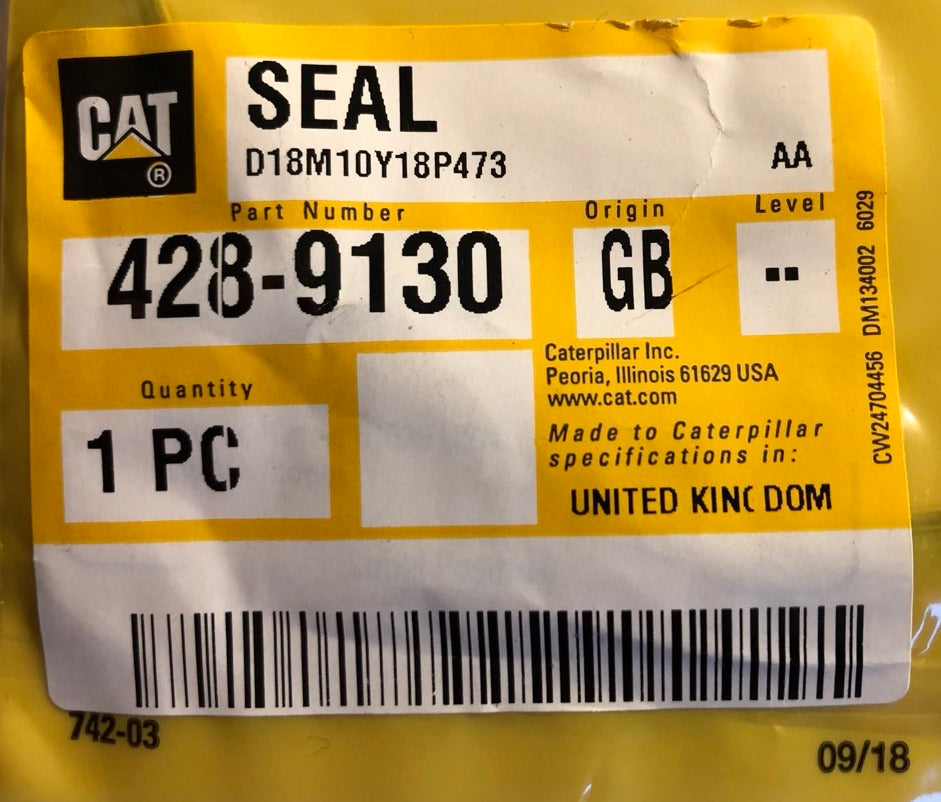 CAT
®
SEAL
D18M10Y18P473
AA
Part Number
Origin
Level
428-9130
GB
--
Quantity
1 PC
Caterpillar Inc.
Peoria, Illinois 61629 USA
www.cat.com
Made to Caterpillar
specifications in:
UNITED KINGDOM
CW24704456 DM134002 6029
742-03
09/18